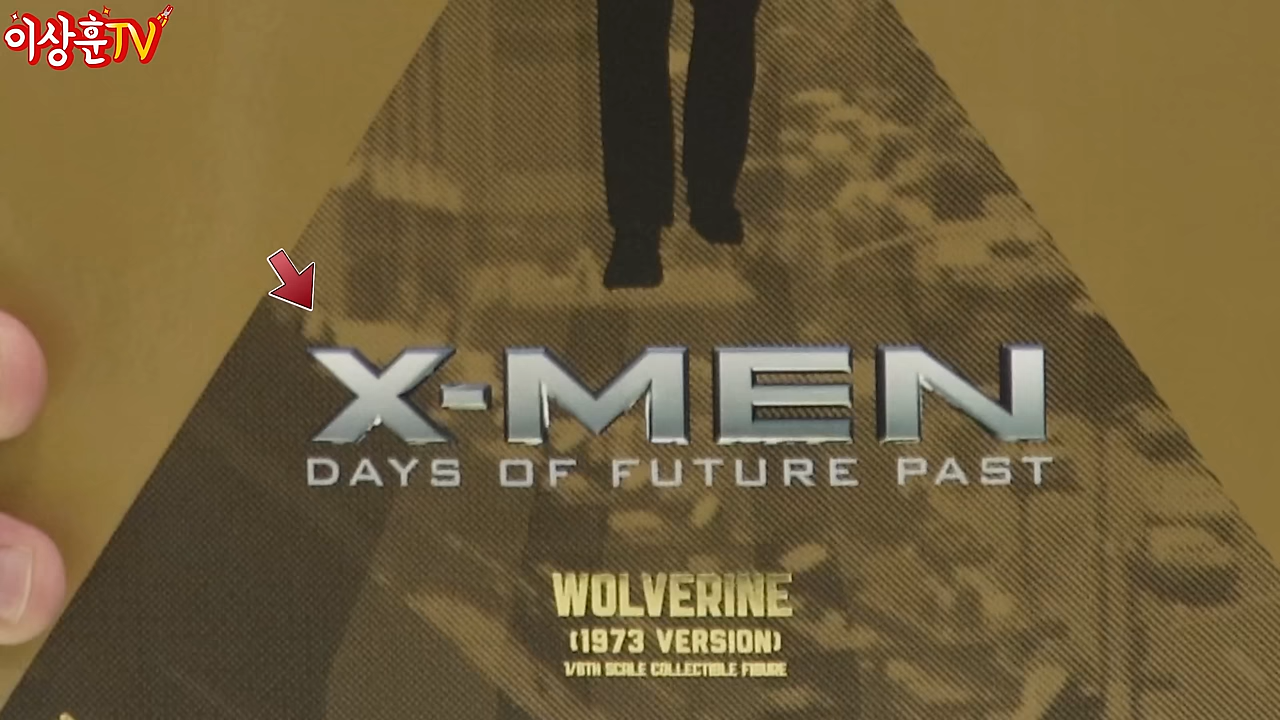 이상훈TV
X-MEN
DAYS OF FUTURE PAST
WOLVERINE
(1973 VERSION)
1/6TH SCALE COLLECTIBLE FIGURE